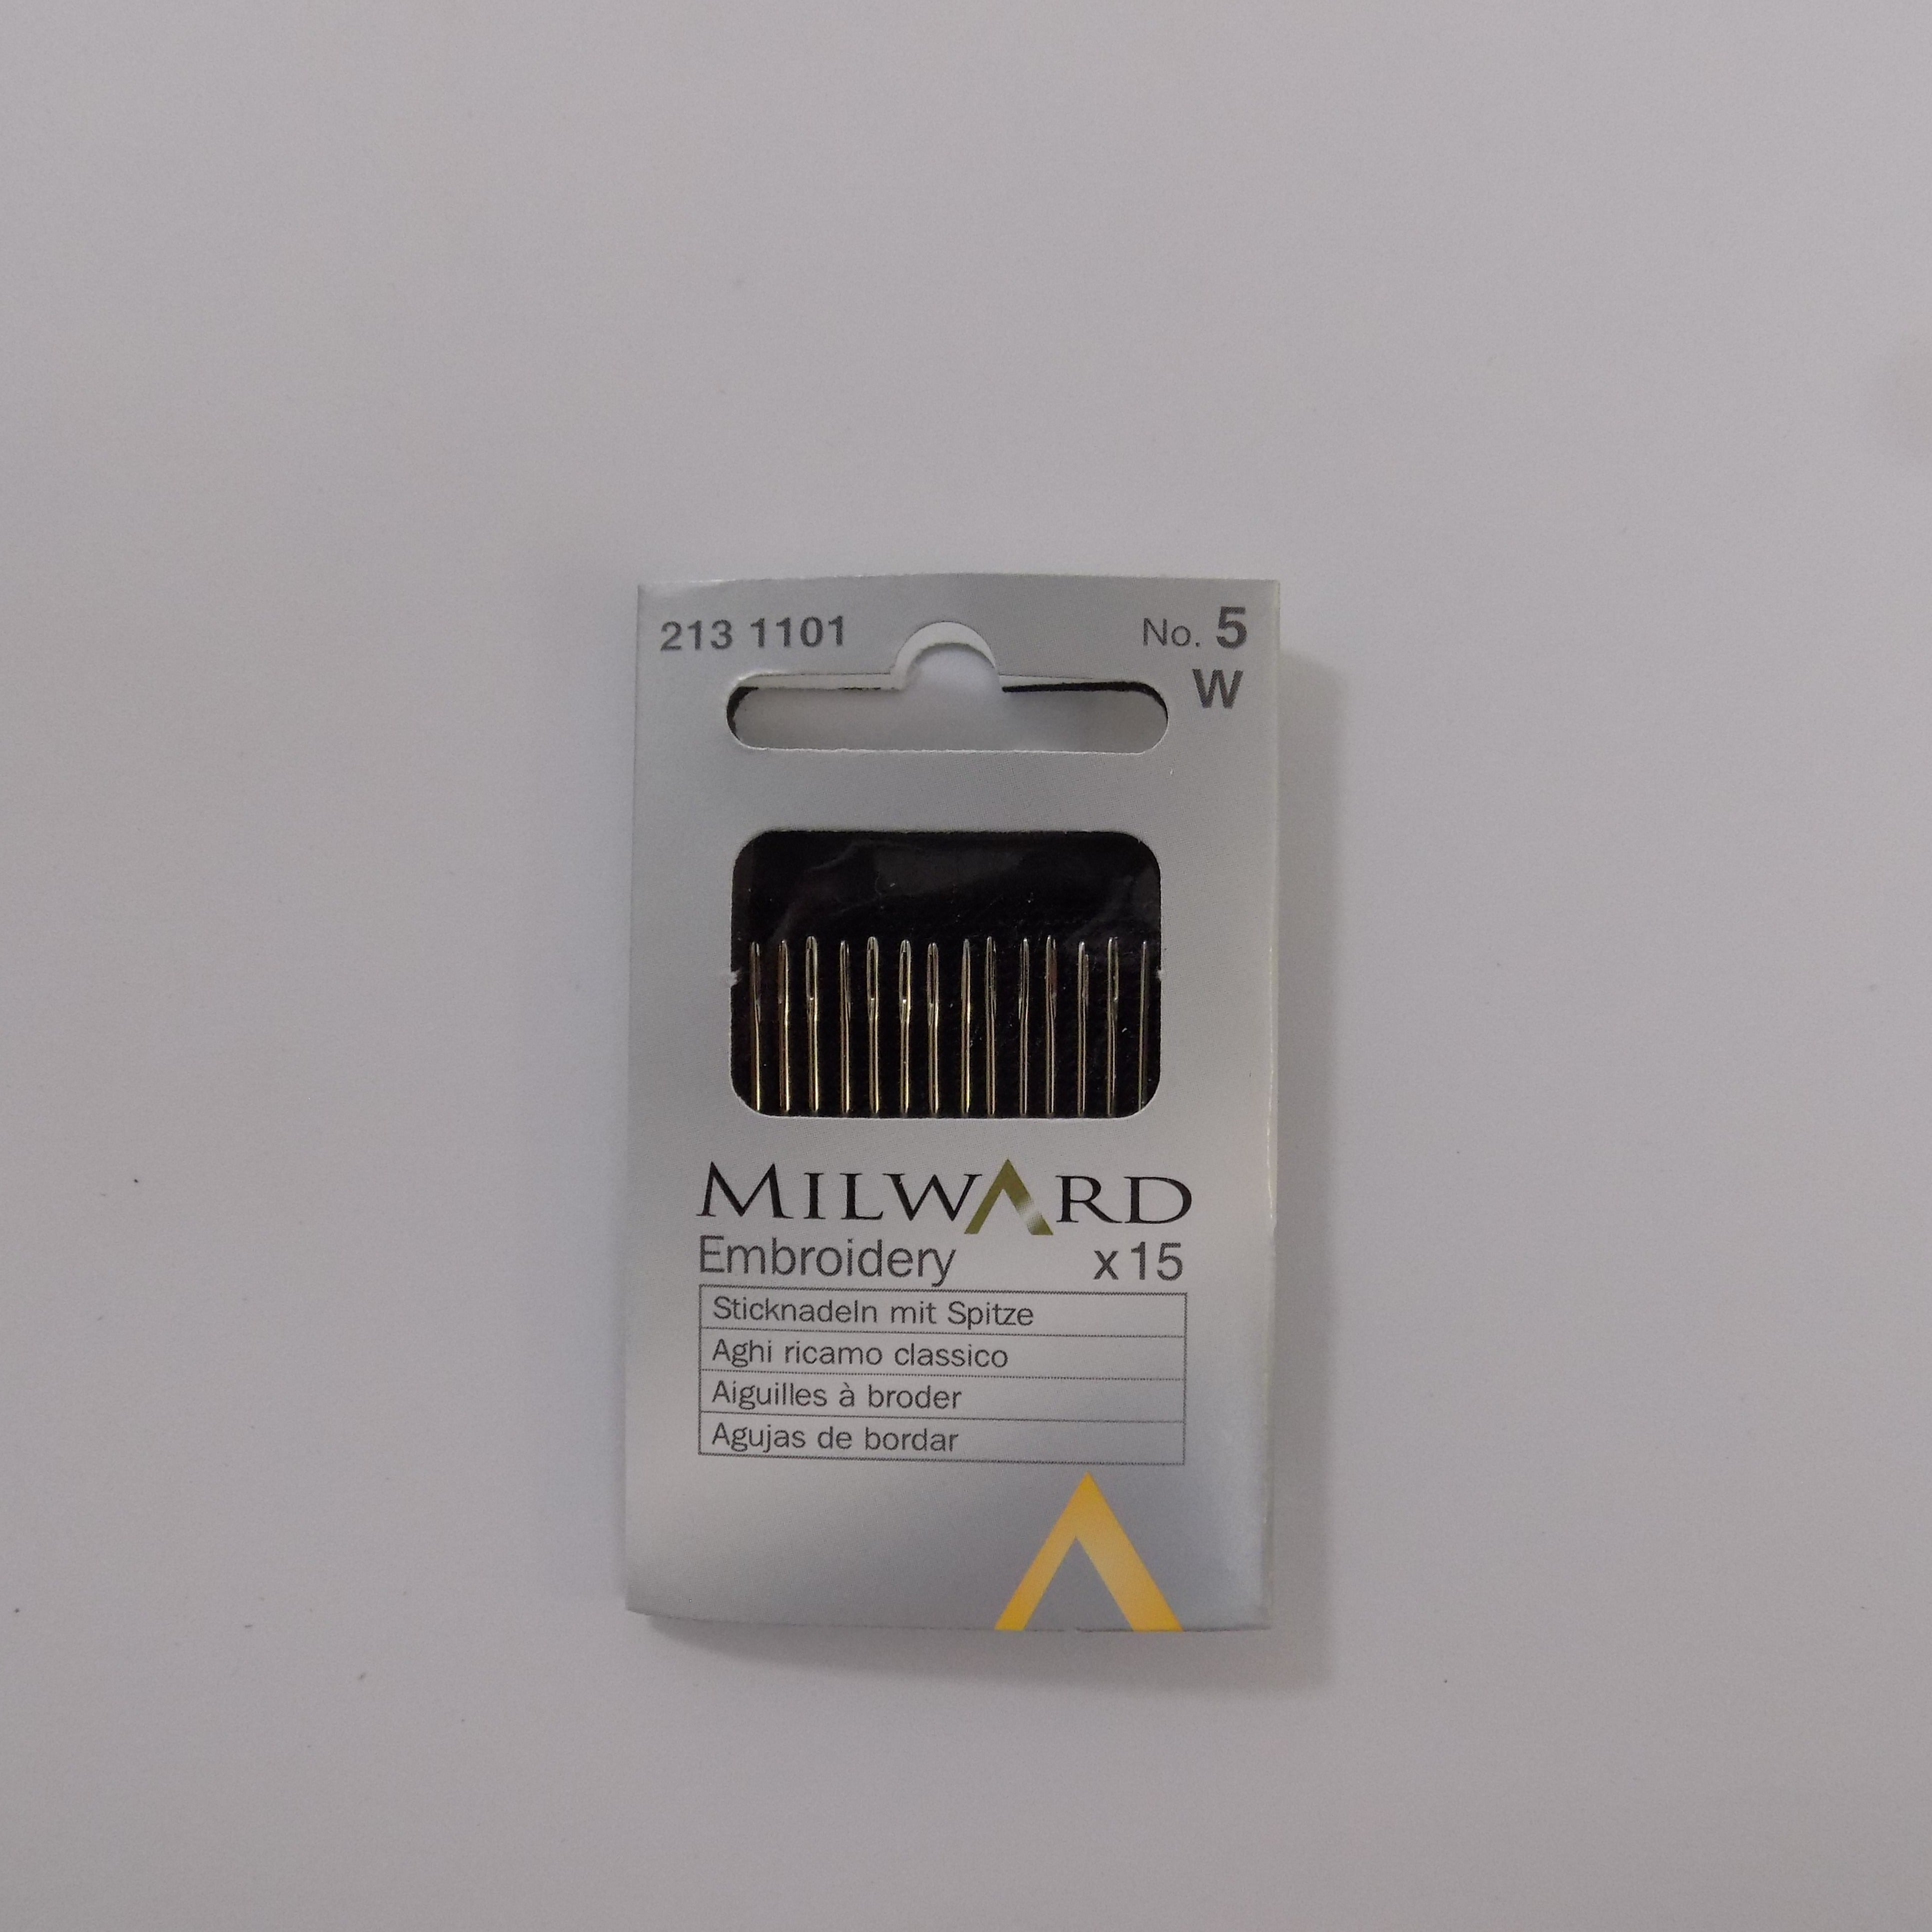 213 1101
No. 5
W
MILWARD
Embroidery x15
Sticknadeln mit Spitze
Aghi ricamo classico
Aiguilles à broder
Agujas de bordar